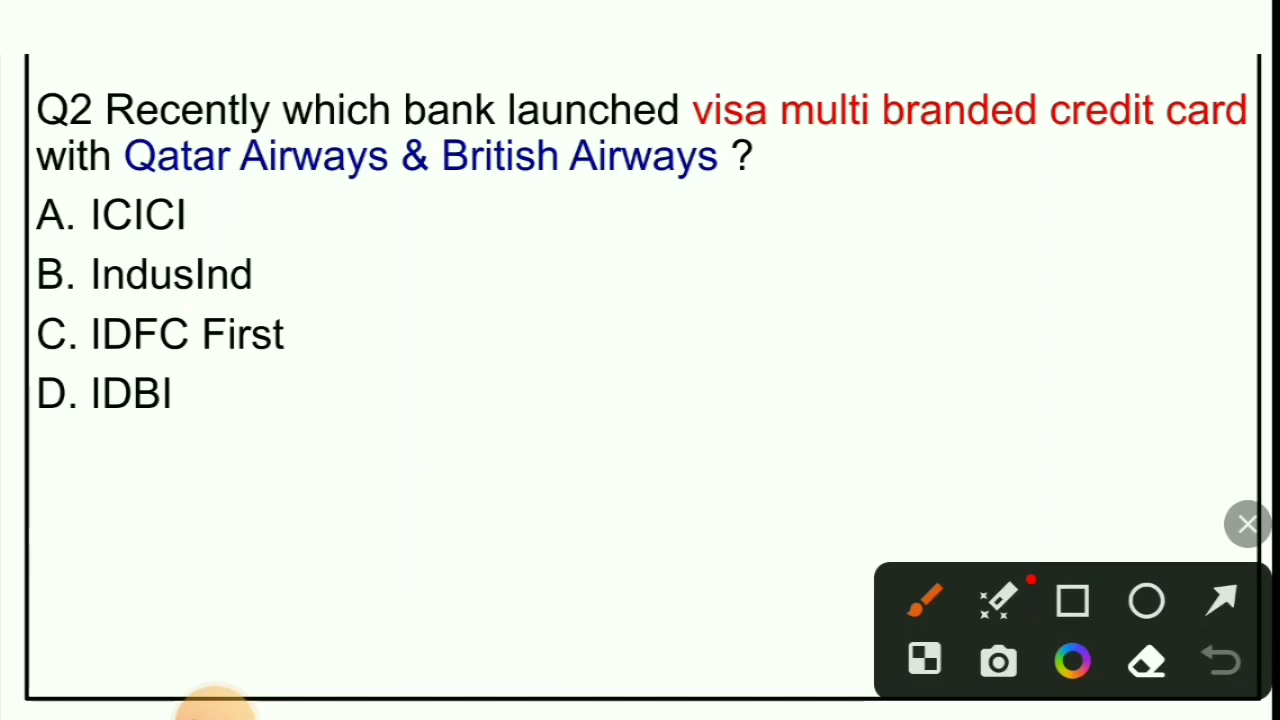 Q2 Recently which bank launched visa multi branded credit card
with Qatar Airways & British Airways ?
A. ICICI
B. IndusInd
C. IDFC First
D. IDBI